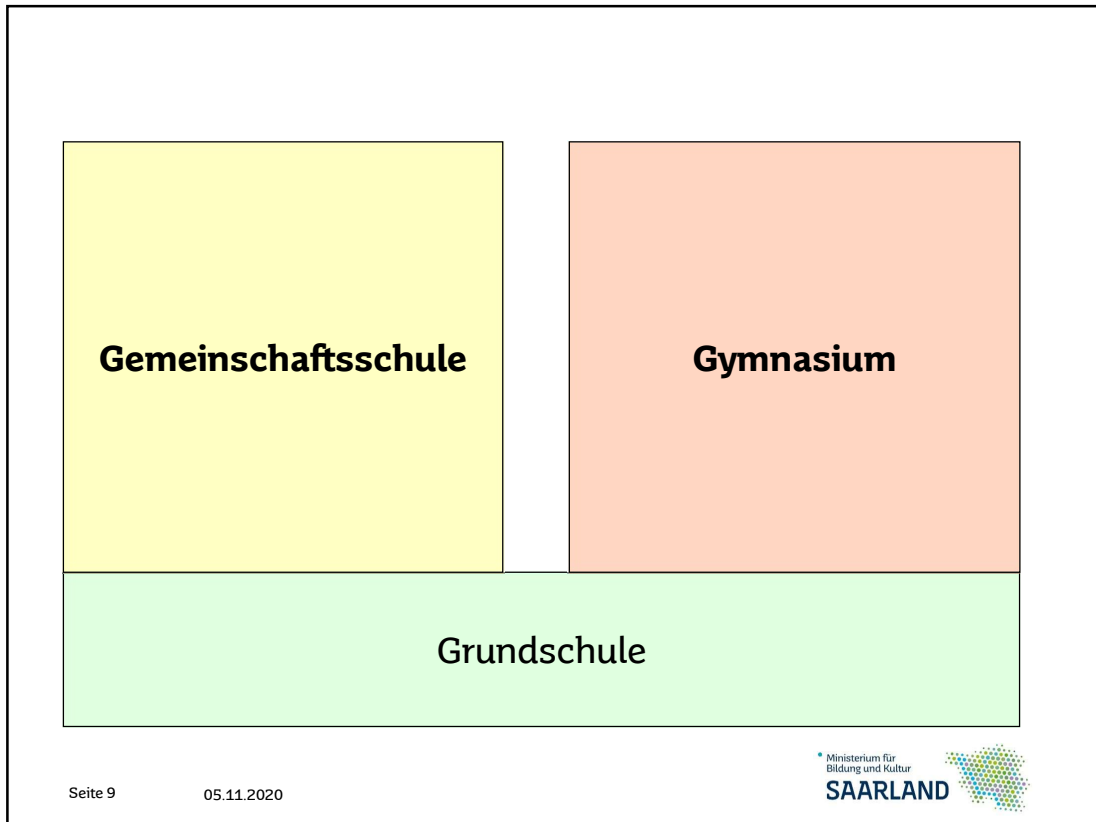 Gemeinschaftsschule
Gymnasium
Grundschule
Seite 9
05.11.2020
Ministerium für
Bildung und Kultur
SAARLAND